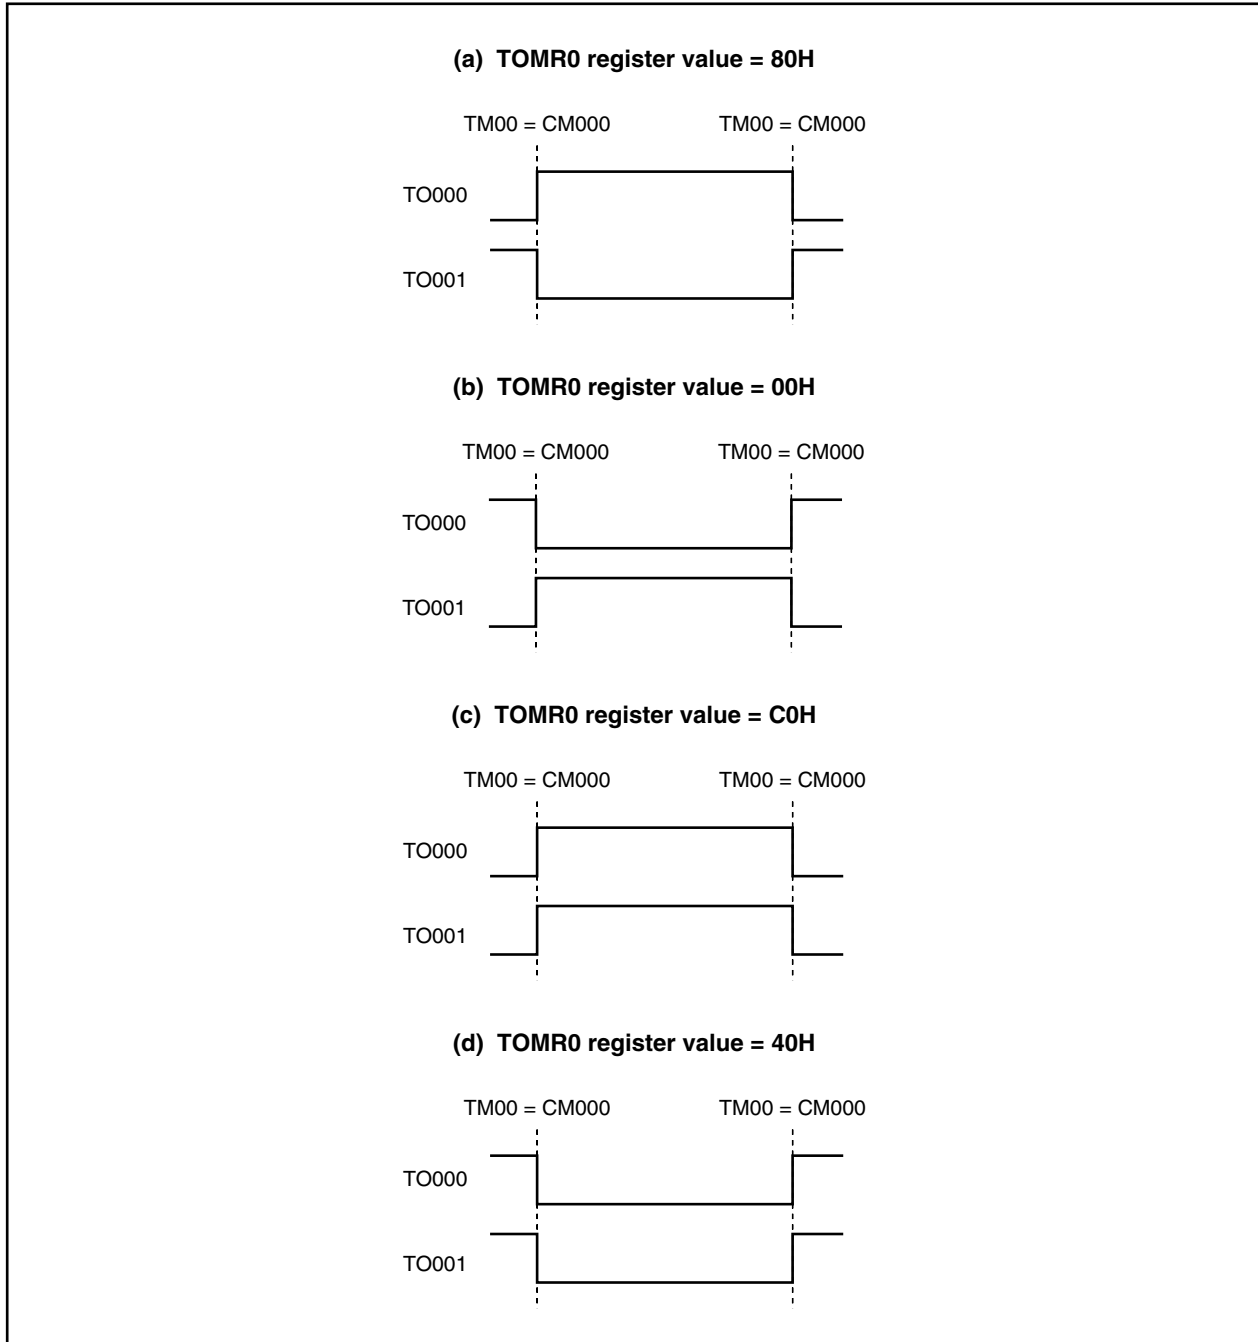 (a) TOMR0 register value = 80H
TM00 = CM000 TM00 = CM000
TO000
TO001
(b) TOMR0 register value = 00H
TM00 = CM000 TM00 = CM000
TO000
TO001
(c) TOMR0 register value = C0H
TM00 = CM000 TM00 = CM000
TO000
TO001
(d) TOMR0 register value = 40H
TM00 = CM000 TM00 = CM000
TO000
TO001